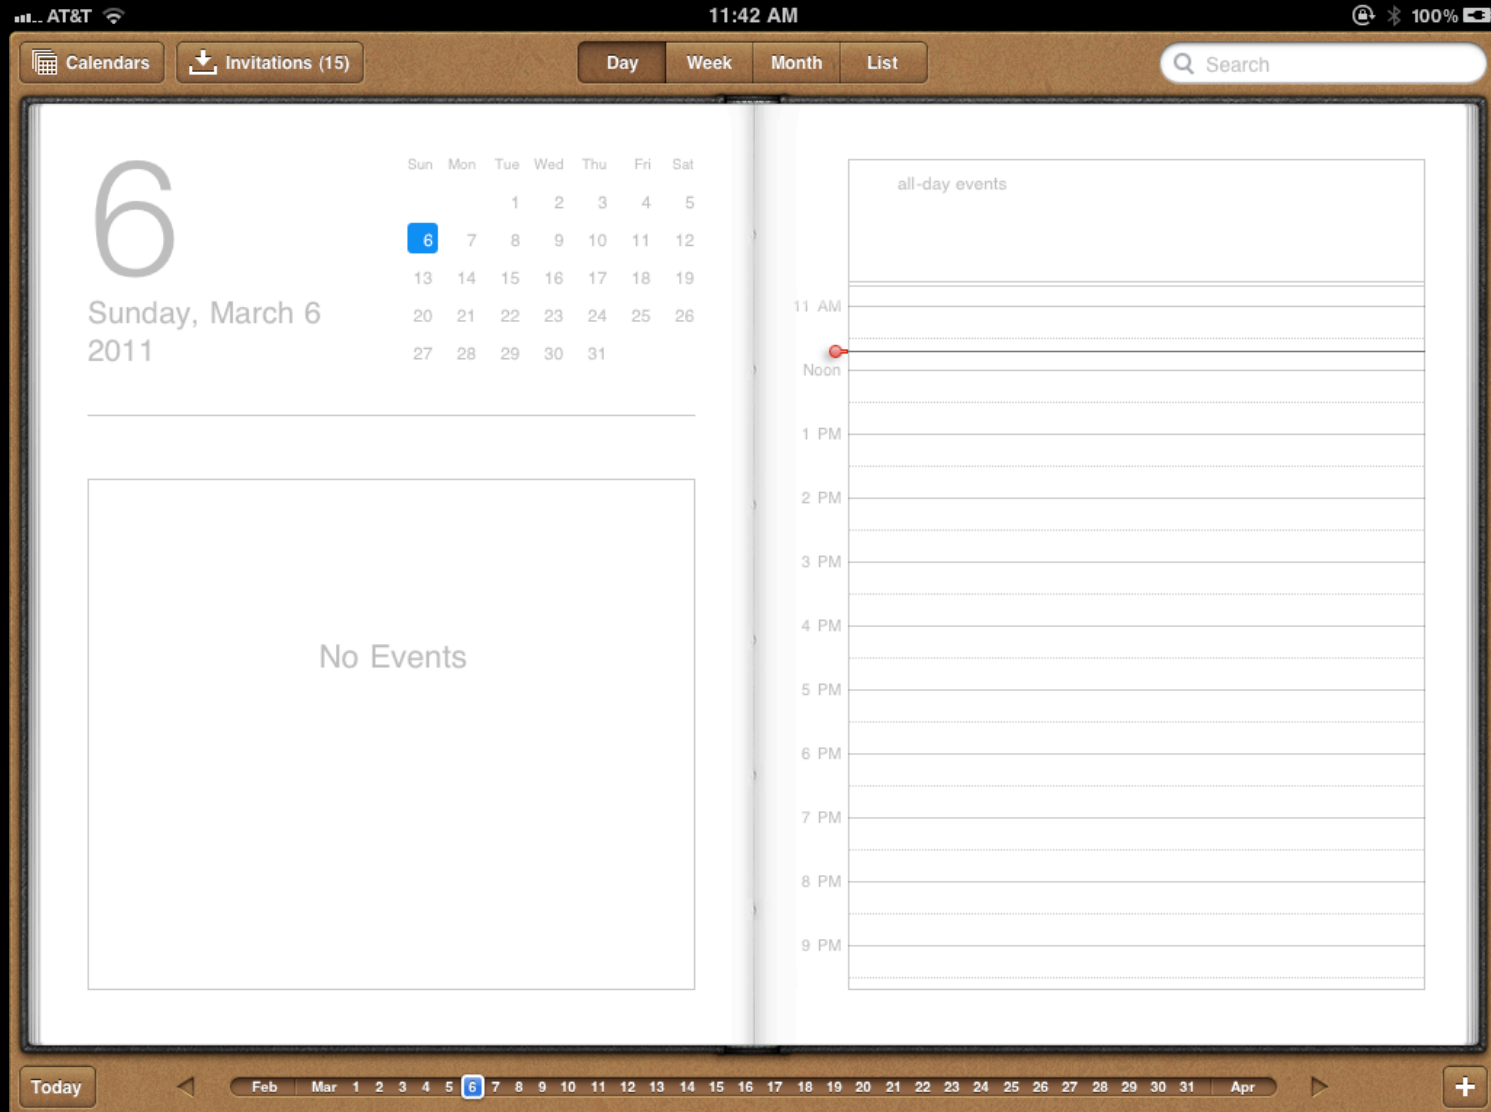 AT&T 11:42 AM 100%
Calendars Invitations (15) Day Week Month List Search
6
Sunday, March 6
2011
Sun Mon Tue Wed Thu Fri Sat
1 2 3 4 5
6 7 8 9 10 11 12
13 14 15 16 17 18 19
20 21 22 23 24 25 26
27 28 29 30 31
No Events
all-day events
11 AM
Noon
1 PM
2 PM
3 PM
4 PM
5 PM
6 PM
7 PM
8 PM
9 PM
Today Feb Mar 1 2 3 4 5 6 7 8 9 10 11 12 13 14 15 16 17 18 19 20 21 22 23 24 25 26 27 28 29 30 31 Apr +